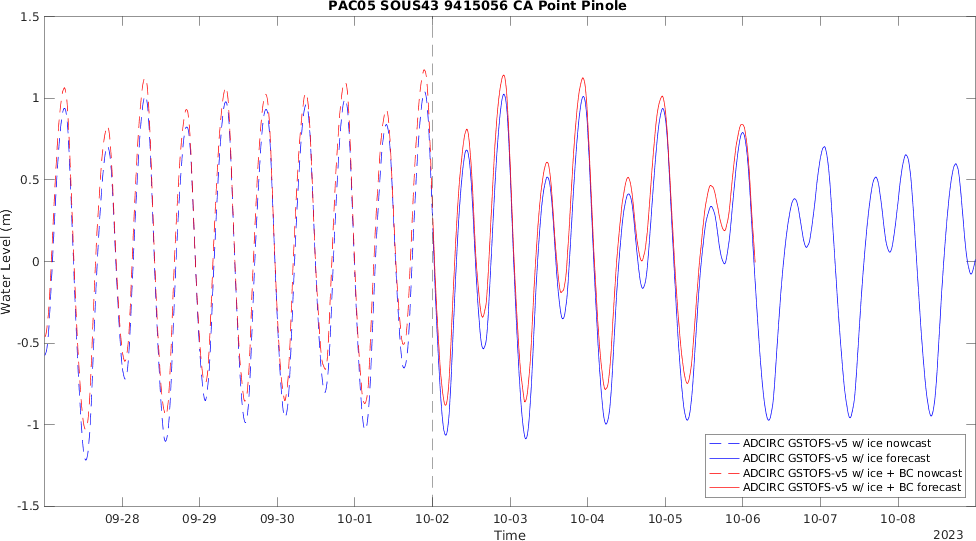 PAC05 SOUS43 9415056 CA Point Pinole
Water Level (m)
1.5
1
0.5
0
-0.5
-1
-1.5
09-28 09-29 09-30 10-01 10-02 10-03 10-04 10-05 10-06 10-07 10-08
Time
2023
ADCIRC GSTOFS-v5 w/ ice nowcast
ADCIRC GSTOFS-v5 w/ ice forecast
ADCIRC GSTOFS-v5 w/ ice + BC nowcast
ADCIRC GSTOFS-v5 w/ ice + BC forecast